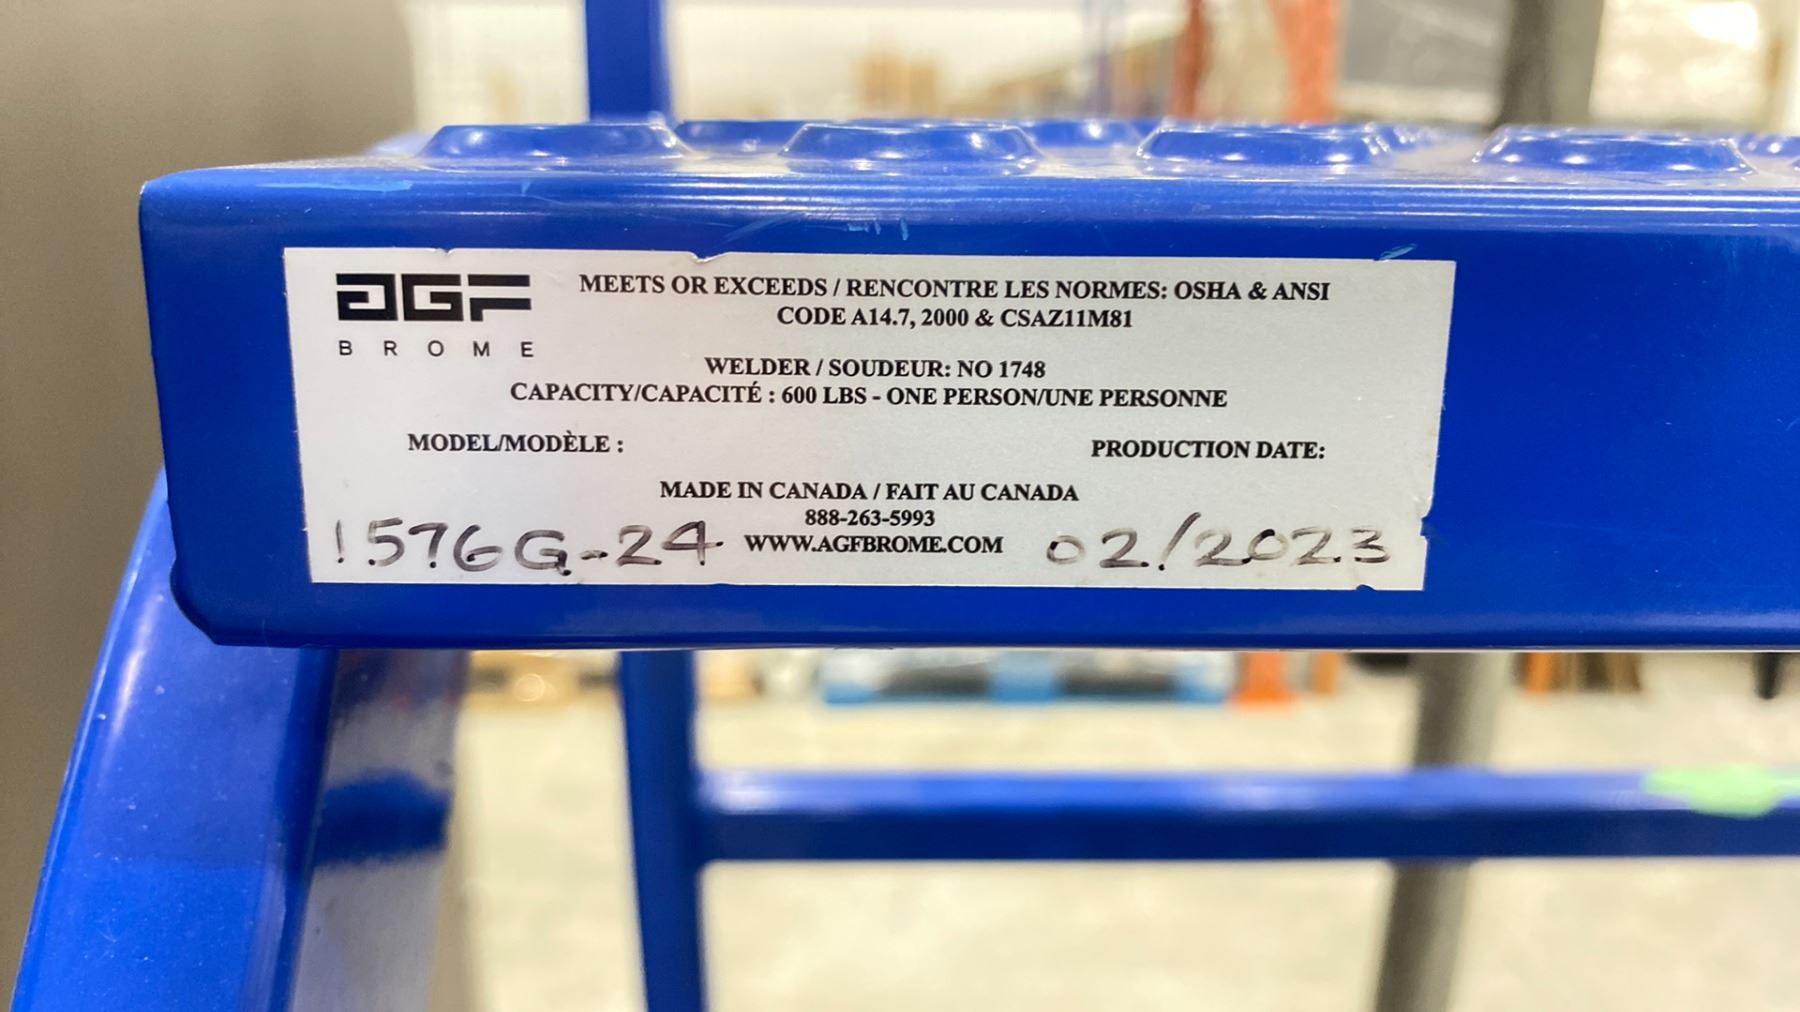 AGF
BROME
MEETS OR EXCEEDS / RENCONTRE LES NORMES: OSHA & ANSI
CODE A14.7, 2000 & CSAZ11M81
WELDER / SOUDEUR: NO 1748
CAPACITY/CAPACITÉ : 600 LBS - ONE PERSON/UNE PERSONNE
MODEL/MODÈLE :
PRODUCTION DATE:
MADE IN CANADA / FAIT AU CANADA
888-263-5993
1576G-24
WWW.AGFBROME.COM
02/2023